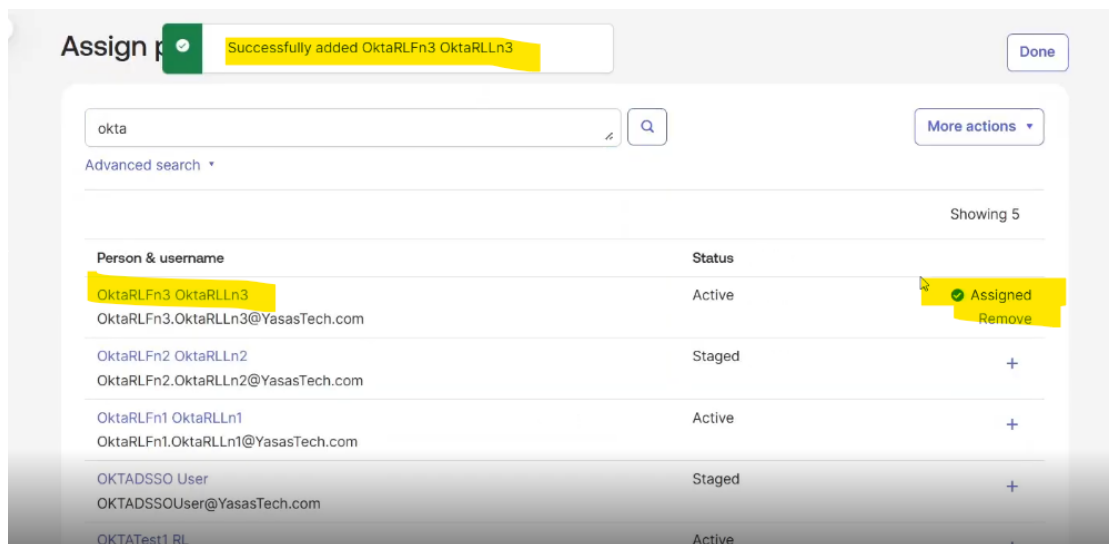 Assign p
Successfully added OktaRLFn3 OktaRLLn3
Done
okta
More actions
Advanced search
Showing 5
Person & username
Status
OktaRLFn3 OktaRLLn3
Active
Assigned
OktaRLFn3.OktaRLLn3@YasasTech.com
Remove
OktaRLFn2 OktaRLLn2
Staged
+
OktaRLFn2.OktaRLLn2@YasasTech.com
OktaRLFn1 OktaRLLn1
Active
+
OktaRLFn1.OktaRLLn1@YasasTech.com
OKTADSSO User
Staged
+
OKTADSSOUser@YasasTech.com
OKTATest1 RL
Active